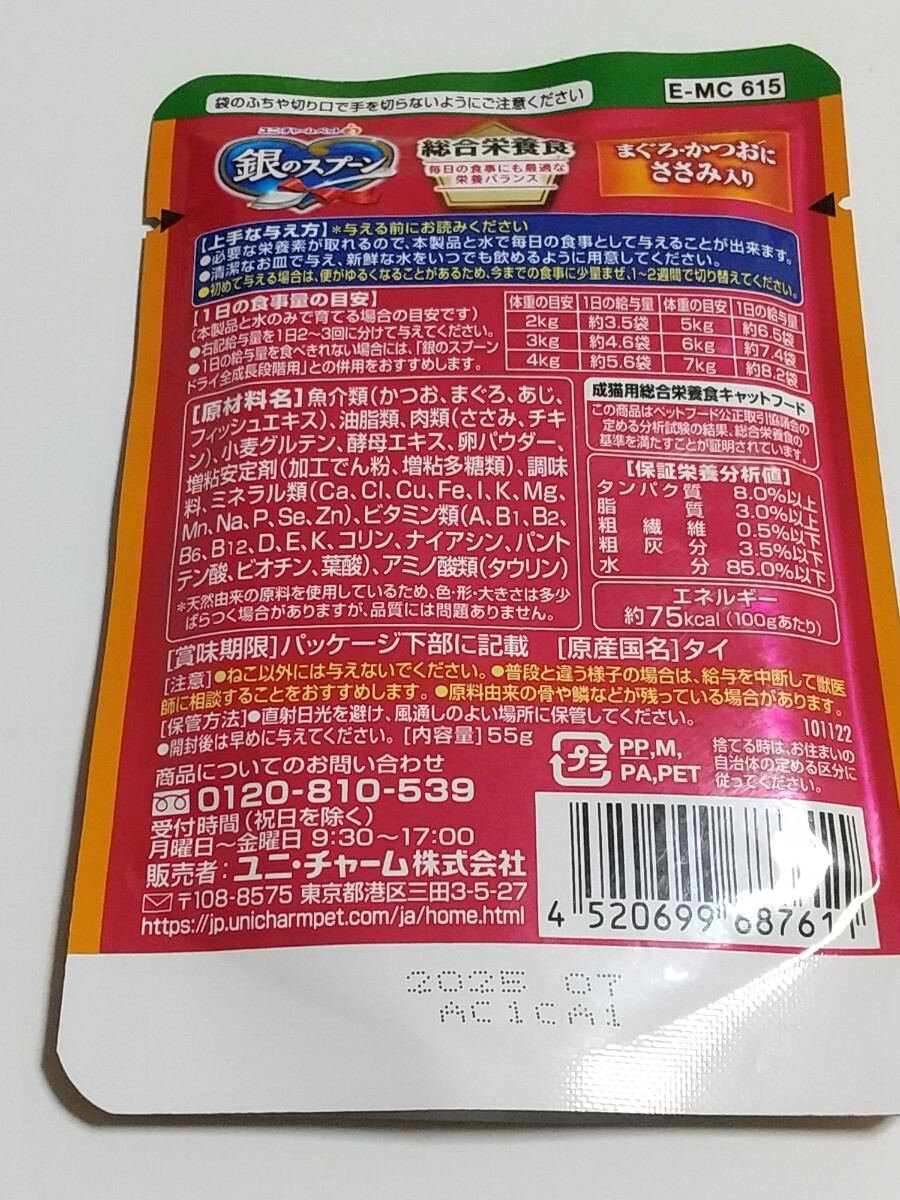 袋のふちや切り口で手を切らないようにご注意ください
E-MC 615
ユニ・チャームペット
銀のスプーン
総合栄養食
毎日の食事にも最適な
栄養バランス
まぐろ・かつおに
ささみ入り
【上手な与え方】*与える前にお読みください
●必要な栄養素が取れるので、本製品と水で毎日の食事として与えることが出来ます。
●清潔なお皿で与え、新鮮な水をいつでも飲めるように用意してください。
●初めて与える場合は、便がゆるくなることがあるため、今までの食事に少量まぜ、1〜2週間で切り替えてください。
【1日の食事量の目安】
(本製品と水のみで育てる場合の目安です)
●右記給与量を1日2〜3回に分けて与えてください。
●1日の給与量を食べきれない場合には、「銀のスプーン
ドライ全成長段階用」との併用をおすすめします。
体重の目安 1日の給与量 体重の目安 1日の給与量
2kg 約3.5袋 5kg 約6.5袋
3kg 約4.6袋 6kg 約7.4袋
4kg 約5.6袋 7kg 約8.2袋
【原材料名】魚介類(かつお、まぐろ、あじ、
フィッシュエキス)、油脂類、肉類(ささみ、チキ
ン)、小麦グルテン、酵母エキス、卵パウダー、
増粘安定剤(加工でん粉、増粘多糖類)、調味
料、ミネラル類(Ca、Cl、Cu、Fe、I、K、Mg、
Mn、Na、P、Se、Zn)、ビタミン類(A、B1、B2、
B6、B12、D、E、K、コリン、ナイアシン、パント
テン酸、ビオチン、葉酸)、アミノ酸類(タウリン)
*天然由来の原料を使用しているため、色・形・大きさは多少
ばらつく場合がありますが、品質には問題ありません。
成猫用総合栄養食キャットフード
この商品はペットフード公正取引協議会の
定める分析試験の結果、総合栄養食の
基準を満たすことが証明されています。
【保証栄養分析値】
タンパク質 8.0%以上
脂質 3.0%以上
粗繊維 0.5%以下
粗灰分 3.5%以下
水分 85.0%以下
エネルギー
約75kcal(100gあたり)
[賞味期限]パッケージ下部に記載 [原産国名]タイ
[注意]●ねこ以外には与えないでください。●普段と違う様子の場合は、給与を中断して獣医
師に相談することをおすすめします。●原料由来の骨や鱗などが残っている場合があります。
[保管方法]●直射日光を避け、風通しのよい場所に保管してください。
●開封後は早めに与えてください。[内容量]55g
101122
プラ
PP,M,
PA,PET
捨てる時は、お住まいの
自治体の定める区分に
従ってください。
商品についてのお問い合わせ
0120-810-539
受付時間(祝日を除く)
月曜日〜金曜日 9:30〜17:00
販売者:ユニ・チャーム株式会社
〒108-8575 東京都港区三田3-5-27
https://jp.unicharmpet.com/ja/home.html
4 520699 687611
2025 07
AC1CA1